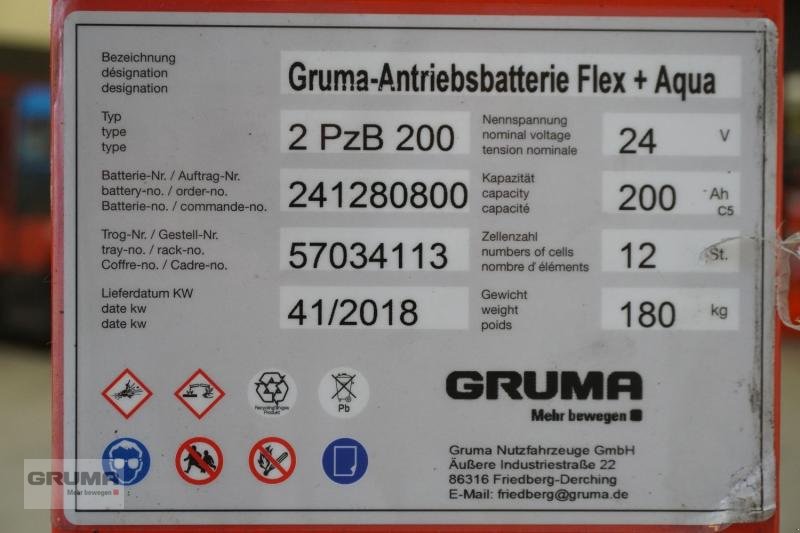 Bezeichnung
désignation
designation
Gruma-Antriebsbatterie Flex + Aqua
Typ
type
type
2 PzB 200
Nennspannung
nominal voltage
tension nominale
24 V
Batterie-Nr. / Auftrag-Nr.
battery-no. / order-no.
Batterie-no. / commande-no.
241280800
Kapazität
capacity
capacité
200 Ah
C5
Trog-Nr. / Gestell-Nr.
tray-no. / rack-no.
Coffre-no. / Cadre-no.
57034113
Zellenzahl
numbers of cells
nombre d´éléments
12 St.
Lieferdatum KW
date kw
date kw
41/2018
Gewicht
weight
poids
180 kg
Recyclingfähiges
Produkt
Pb
GRUMA
Mehr bewegen
Gruma Nutzfahrzeuge GmbH
Äußere Industriestraße 22
86316 Friedberg-Derching
E-Mail: friedberg@gruma.de
GRUMA
Mehr bewegen